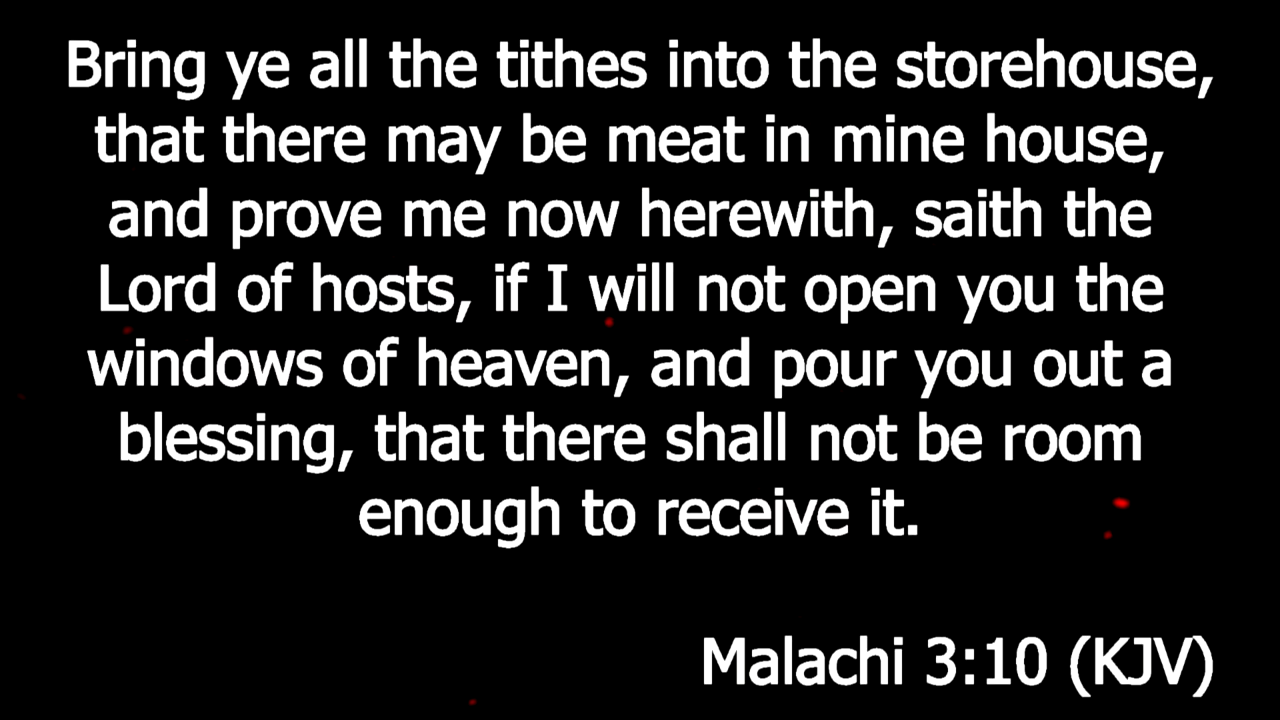 Bring ye all the tithes into the storehouse,
that there may be meat in mine house,
and prove me now herewith, saith the
Lord of hosts, if I will not open you the
windows of heaven, and pour you out a
blessing, that there shall not be room
enough to receive it.
Malachi 3:10 (KJV)